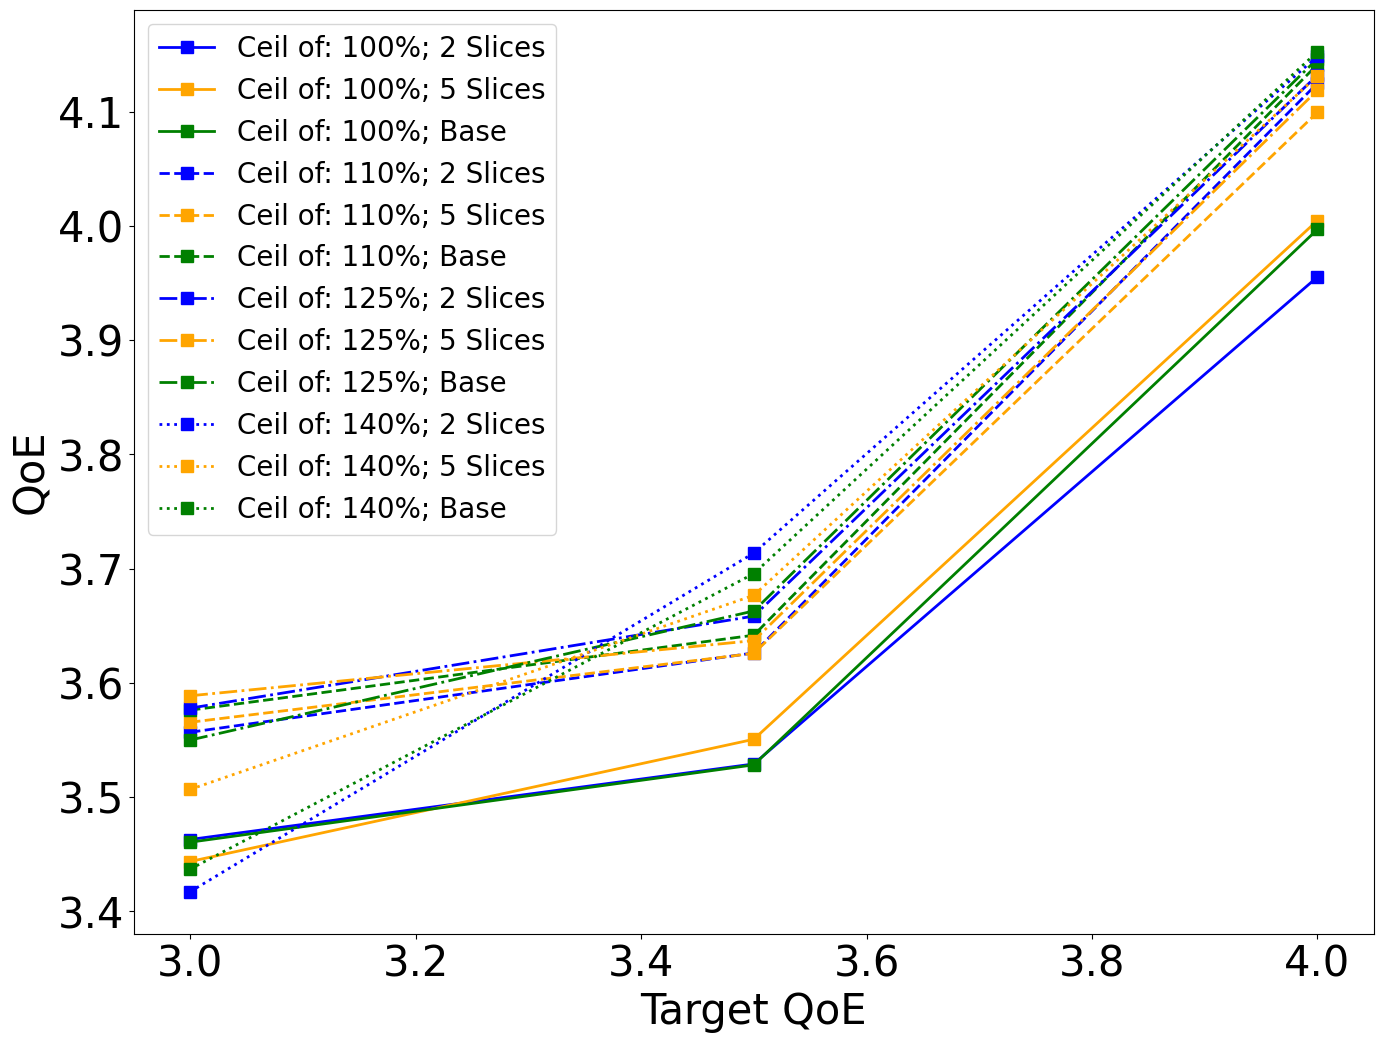 Ceil of: 100%; 2 Slices
Ceil of: 100%; 5 Slices
Ceil of: 100%; Base
Ceil of: 110%; 2 Slices
Ceil of: 110%; 5 Slices
Ceil of: 110%; Base
Ceil of: 125%; 2 Slices
Ceil of: 125%; 5 Slices
Ceil of: 125%; Base
Ceil of: 140%; 2 Slices
Ceil of: 140%; 5 Slices
Ceil of: 140%; Base
QoE
4.1
4.0
3.9
3.8
3.7
3.6
3.5
3.4
3.0 3.2 3.4 3.6 3.8 4.0
Target QoE